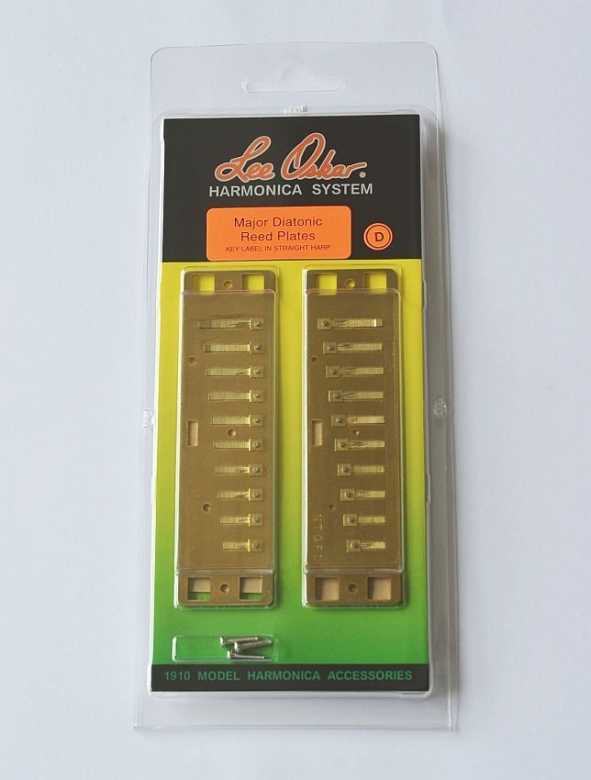 Lee Oskar®
HARMONICA SYSTEM
Major Diatonic
Reed Plates
KEY LABEL IN STRAIGHT HARP
D
1910 MODEL HARMONICA ACCESSORIES